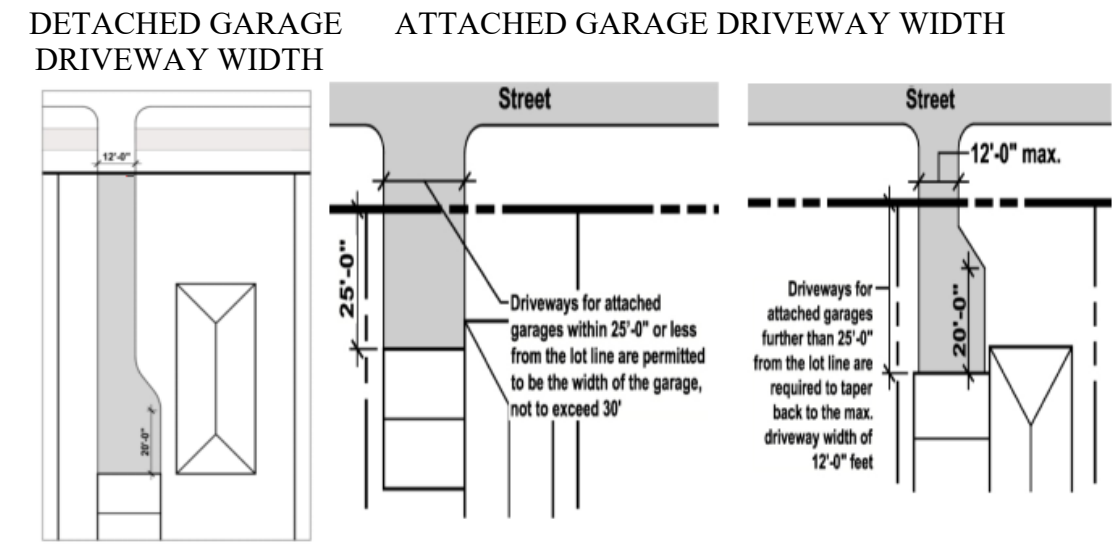 DETACHED GARAGE
DRIVEWAY WIDTH
ATTACHED GARAGE DRIVEWAY WIDTH
12'-0"
20'-0"
Street
25'-0"
Driveways for attached
garages within 25'-0" or less
from the lot line are permitted
to be the width of the garage,
not to exceed 30'
Street
12'-0" max.
Driveways for
attached garages
further than 25'-0"
from the lot line are
required to taper
back to the max.
driveway width of
12'-0" feet
20'-0"